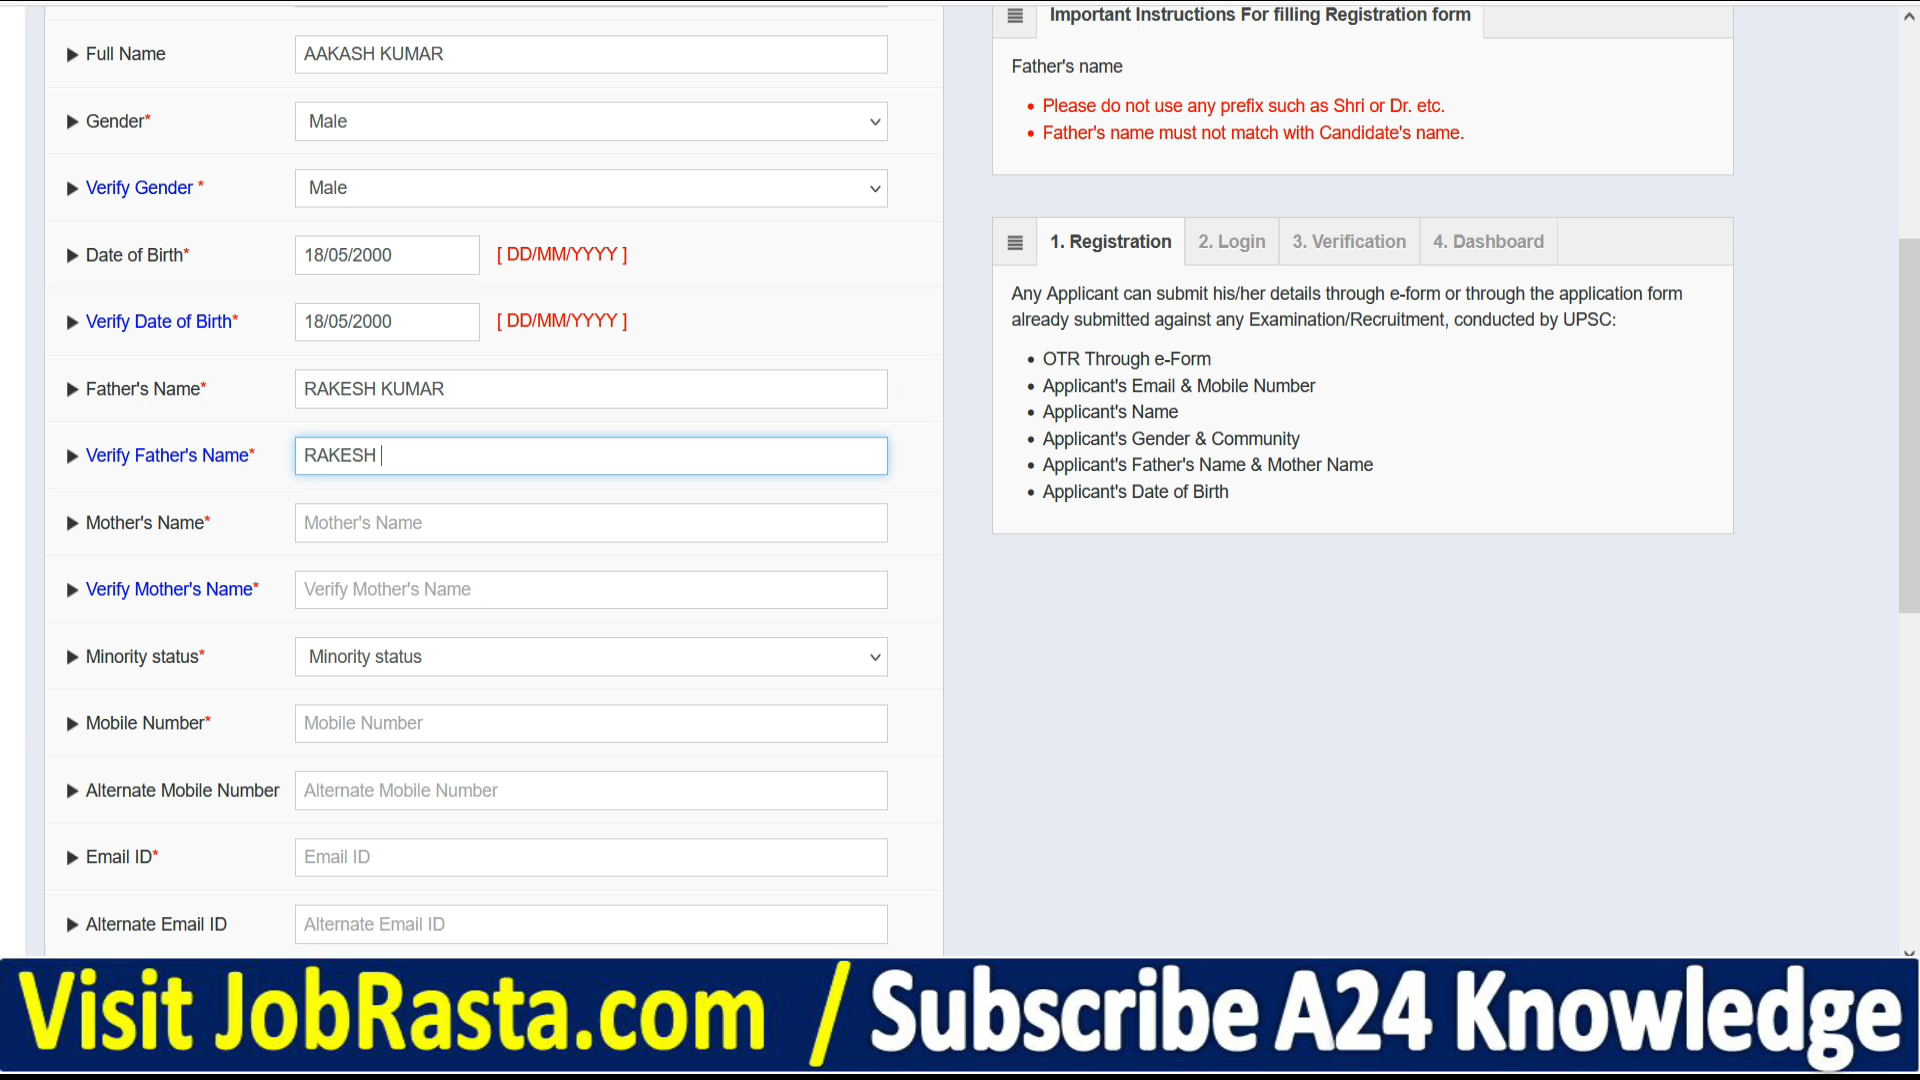 Full Name
AAKASH KUMAR
Gender*
Male
Verify Gender *
Male
Date of Birth*
18/05/2000
[ DD/MM/YYYY ]
Verify Date of Birth*
18/05/2000
[ DD/MM/YYYY ]
Father's Name*
RAKESH KUMAR
Verify Father's Name*
RAKESH
Mother's Name*
Mother's Name
Verify Mother's Name*
Verify Mother's Name
Minority status*
Minority status
Mobile Number*
Mobile Number
Alternate Mobile Number
Alternate Mobile Number
Email ID*
Email ID
Alternate Email ID
Alternate Email ID
Important Instructions For filling Registration form
Father's name
• Please do not use any prefix such as Shri or Dr. etc.
• Father's name must not match with Candidate's name.
1. Registration
2. Login
3. Verification
4. Dashboard
Any Applicant can submit his/her details through e-form or through the application form
already submitted against any Examination/Recruitment, conducted by UPSC:
• OTR Through e-Form
• Applicant's Email & Mobile Number
• Applicant's Name
• Applicant's Gender & Community
• Applicant's Father's Name & Mother Name
• Applicant's Date of Birth
Visit JobRasta.com / Subscribe A24 Knowledge